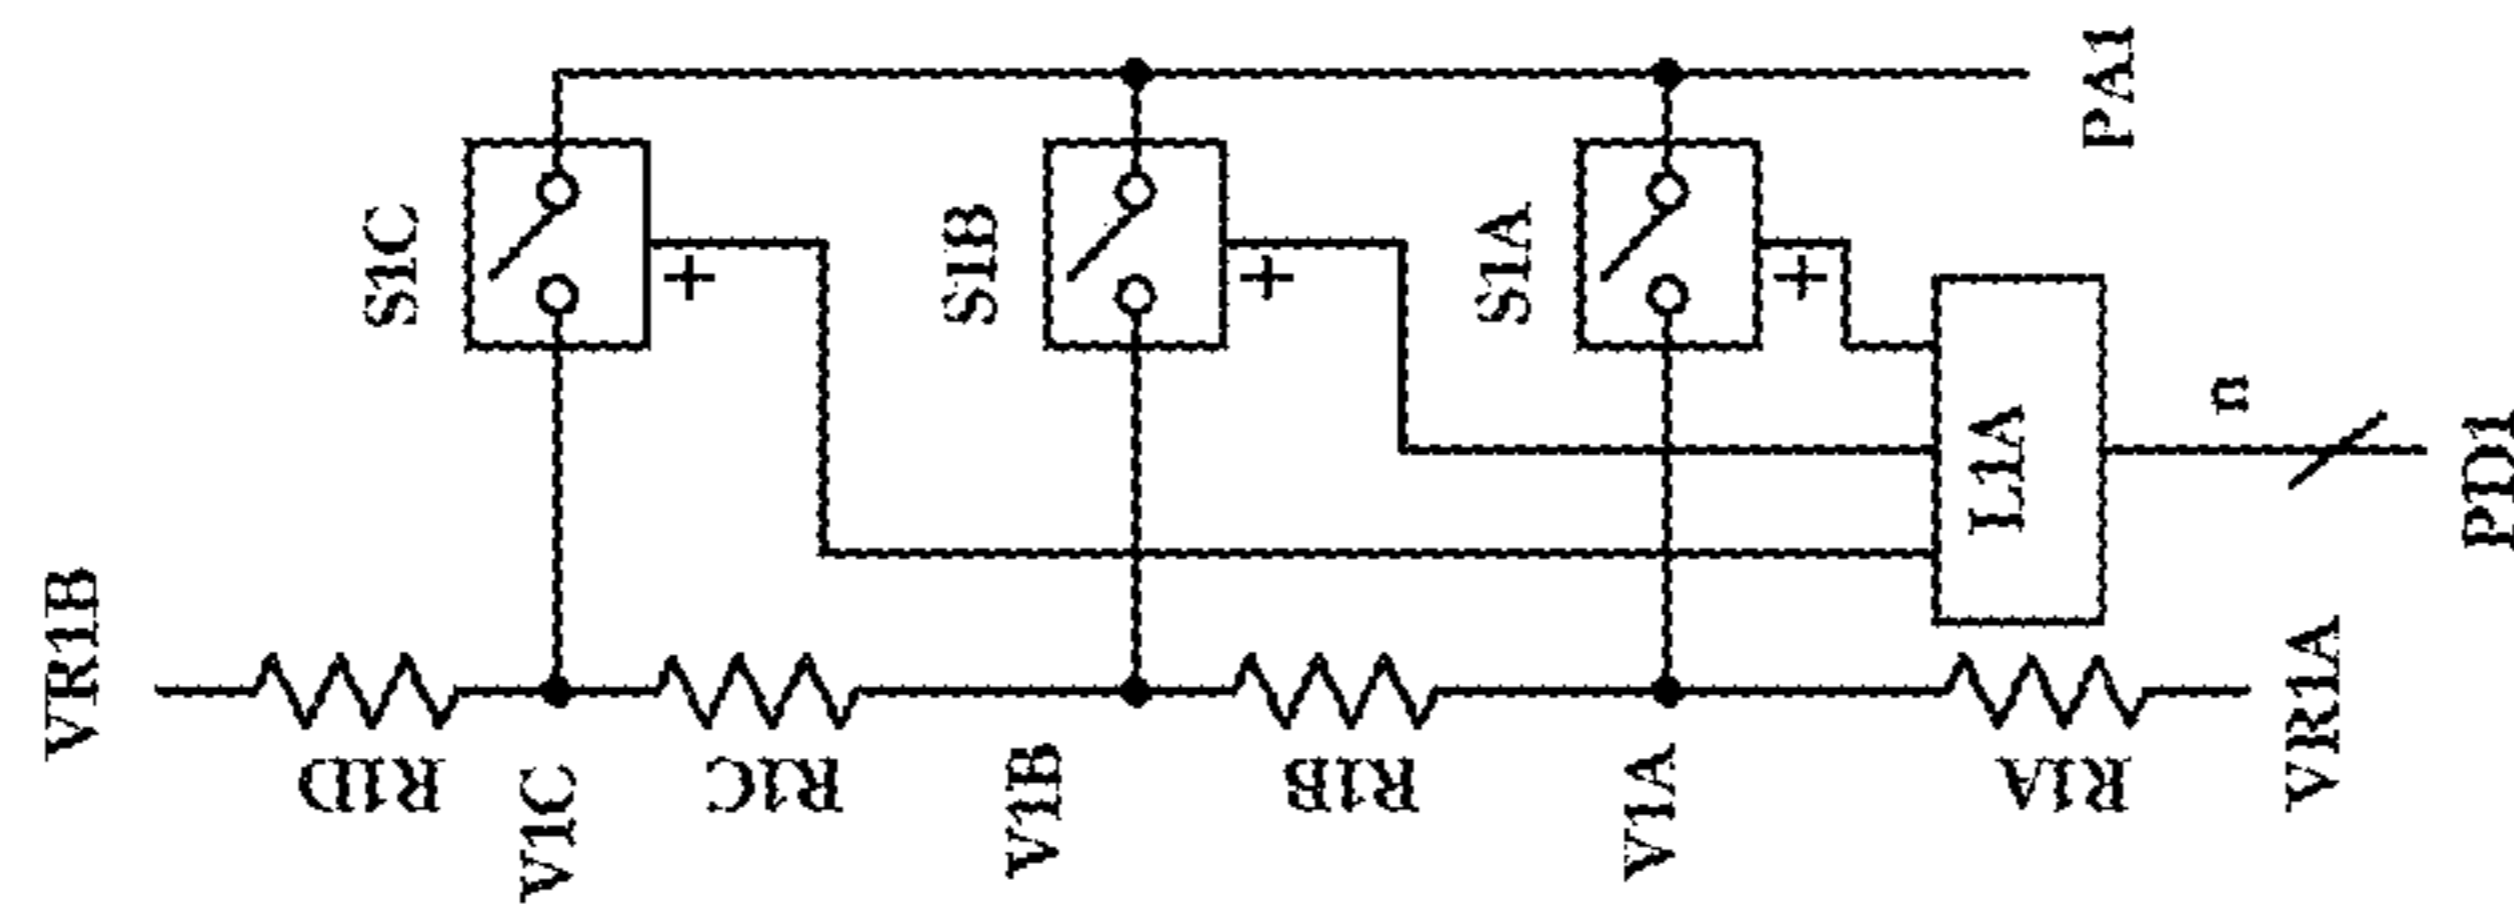 VR1B
R1D
S1C
+
V1C
R1C
S1B
+
V1B
R1B
S1A
+
V1A
L1A
R1A
VR1A
PA1
n
PD1